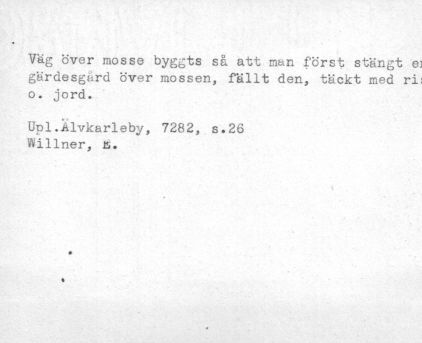 Väg över mosse byggts så att man först stängt
gärdesgård över mossen, fällt den, täckt med
o. jord.
Upl.Älvkarleby, 7282, s.26
Willner, E.